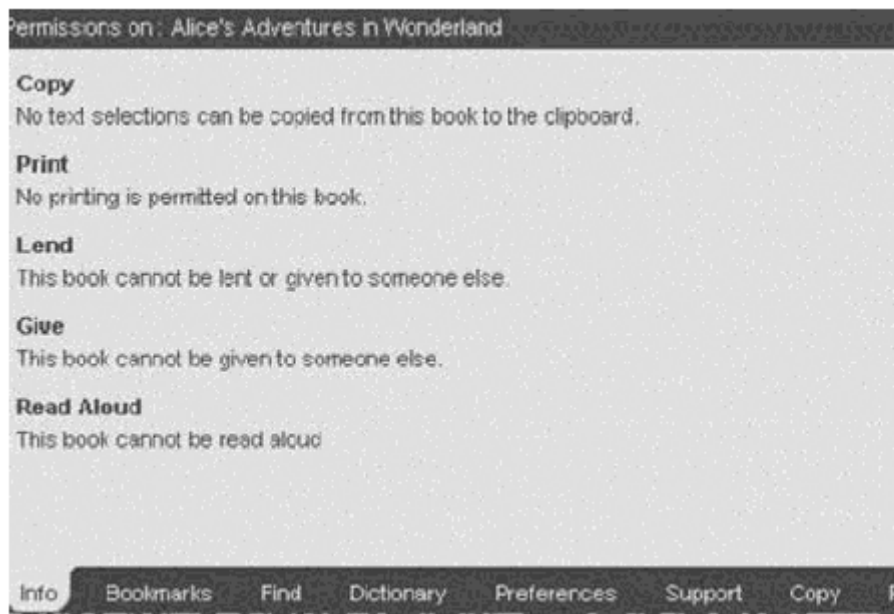 Permissions on : Alice's Adventures in Wonderland
Copy
No text selections can be copied from this book to the clipboard.
Print
No printing is permitted on this book.
Lend
This book cannot be lent or given to someone else.
Give
This book cannot be given to someone else.
Read Aloud
This book cannot be read aloud
Info Bookmarks Find Dictionary Preferences Support Copy